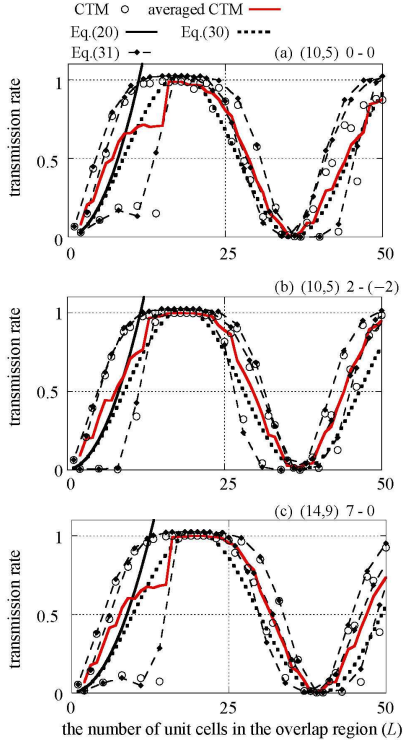 CTM averaged CTM
Eq.(20) Eq.(30)
Eq.(31)
(a) (10,5) 0 - 0
1
0.5
0
transmission rate
0 25 50
(b) (10,5) 2 - (−2)
1
0.5
0
transmission rate
0 25 50
(c) (14,9) 7 - 0
1
0.5
0
transmission rate
0 25 50
the number of unit cells in the overlap region (L)